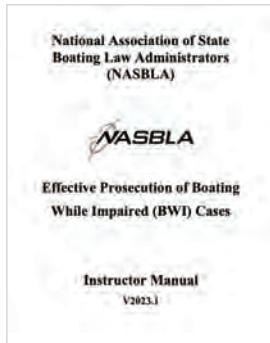 National Association of State
Boating Law Administrators
(NASBLA)
NASBLA
Effective Prosecution of Boating
While Impaired (BWI) Cases
Instructor Manual
V2023.1